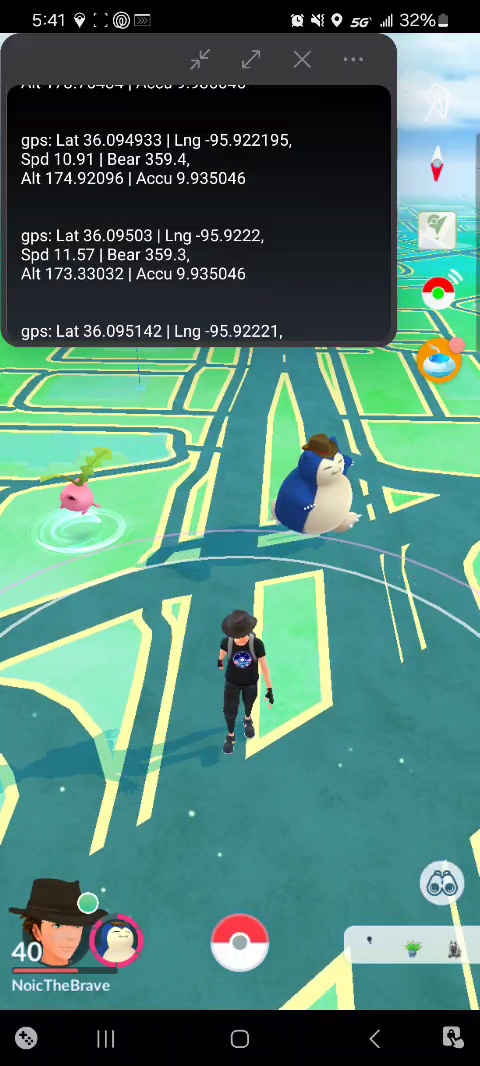 5:41
5G 32%
gps: Lat 36.094933 | Lng -95.922195,
Spd 10.91 | Bear 359.4,
Alt 174.92096 | Accu 9.935046
gps: Lat 36.09503 | Lng -95.9222,
Spd 11.57 | Bear 359.3,
Alt 173.33032 | Accu 9.935046
gps: Lat 36.095142 | Lng -95.92221,
40
NoicTheBrave